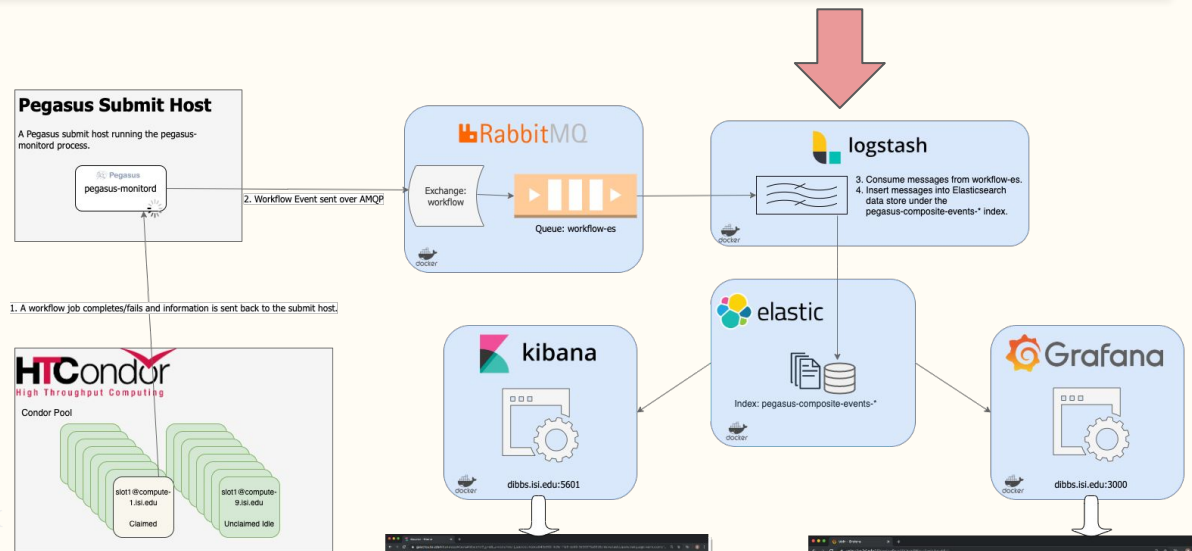 Pegasus Submit Host
A Pegasus submit host running the pegasus-
monitord process.
Pegasus
pegasus-monitord
2. Workflow Event sent over AMQP
RabbitMQ
Exchange:
workflow
Queue: workflow-es
docker
logstash
3. Consume messages from workflow-es.
4. Insert messages into Elasticsearch
data store under the
pegasus-composite-events-* index.
docker
1. A workflow job completes/fails and information is sent back to the submit host.
elastic
Index: pegasus-composite-events-*
docker
kibana
dibbs.isi.edu:5601
docker
Grafana
dibbs.isi.edu:3000
docker
HTCondor
High Throughput Computing
Condor Pool
slot1@compute-
1.isi.edu
Claimed
slot1@compute-
9.isi.edu
Unclaimed Idle